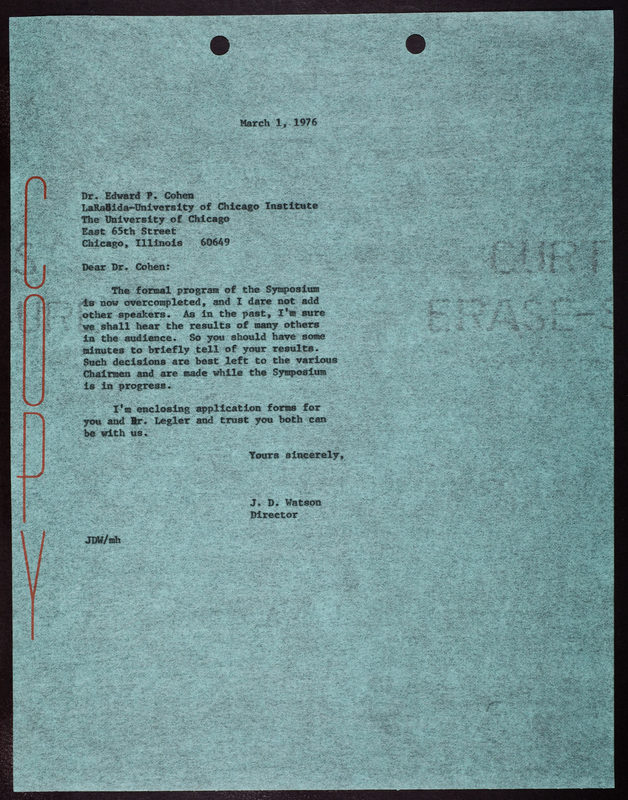 March 1, 1976
Dr. Edward P. Cohen
LaRabida-University of Chicago Institute
The University of Chicago
East 65th Street
Chicago, Illinois 60649
Dear Dr. Cohen:
The formal program of the Symposium
is now overcompleted, and I dare not add
other speakers. As in the past, I'm sure
we shall hear the results of many others
in the audience. So you should have some
minutes to briefly tell of your results.
Such decisions are best left to the various
Chairmen and are made while the Symposium
is in progress.
I'm enclosing application forms for
you and Mr. Legler and trust you both can
be with us.
Yours sincerely,
J. D. Watson
Director
JDW/mh
COPY
CURT
ERASE-S